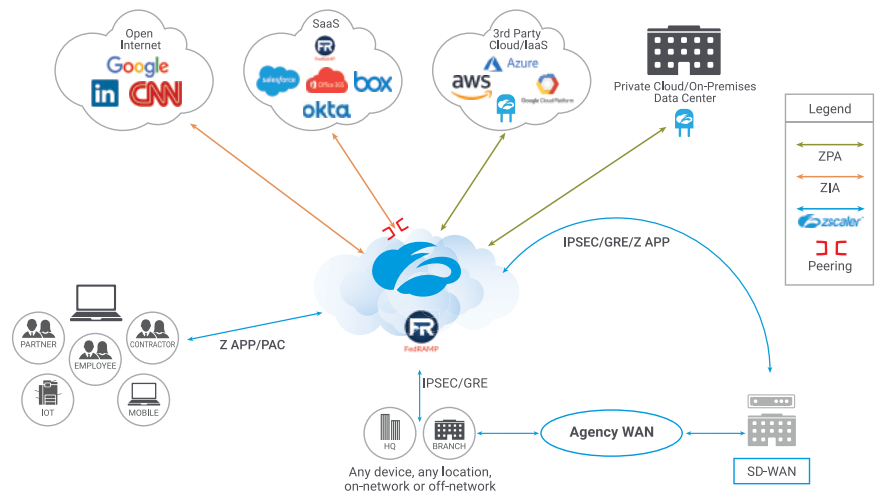 Open
Internet
Google
in
CNN
SaaS
FR
FedRAMP
salesforce
Office 365
box
okta
3rd Party
Cloud/IaaS
Azure
aws
Google Cloud Platform
Private Cloud/On-Premises
Data Center
Legend
ZPA
ZIA
zscaler
Peering
IPSEC/GRE/Z APP
FR
FedRAMP
Z APP/PAC
PARTNER
CONTRACTOR
EMPLOYEE
IOT
MOBILE
IPSEC/GRE
HQ
BRANCH
Agency WAN
SD-WAN
Any device, any location,
on-network or off-network